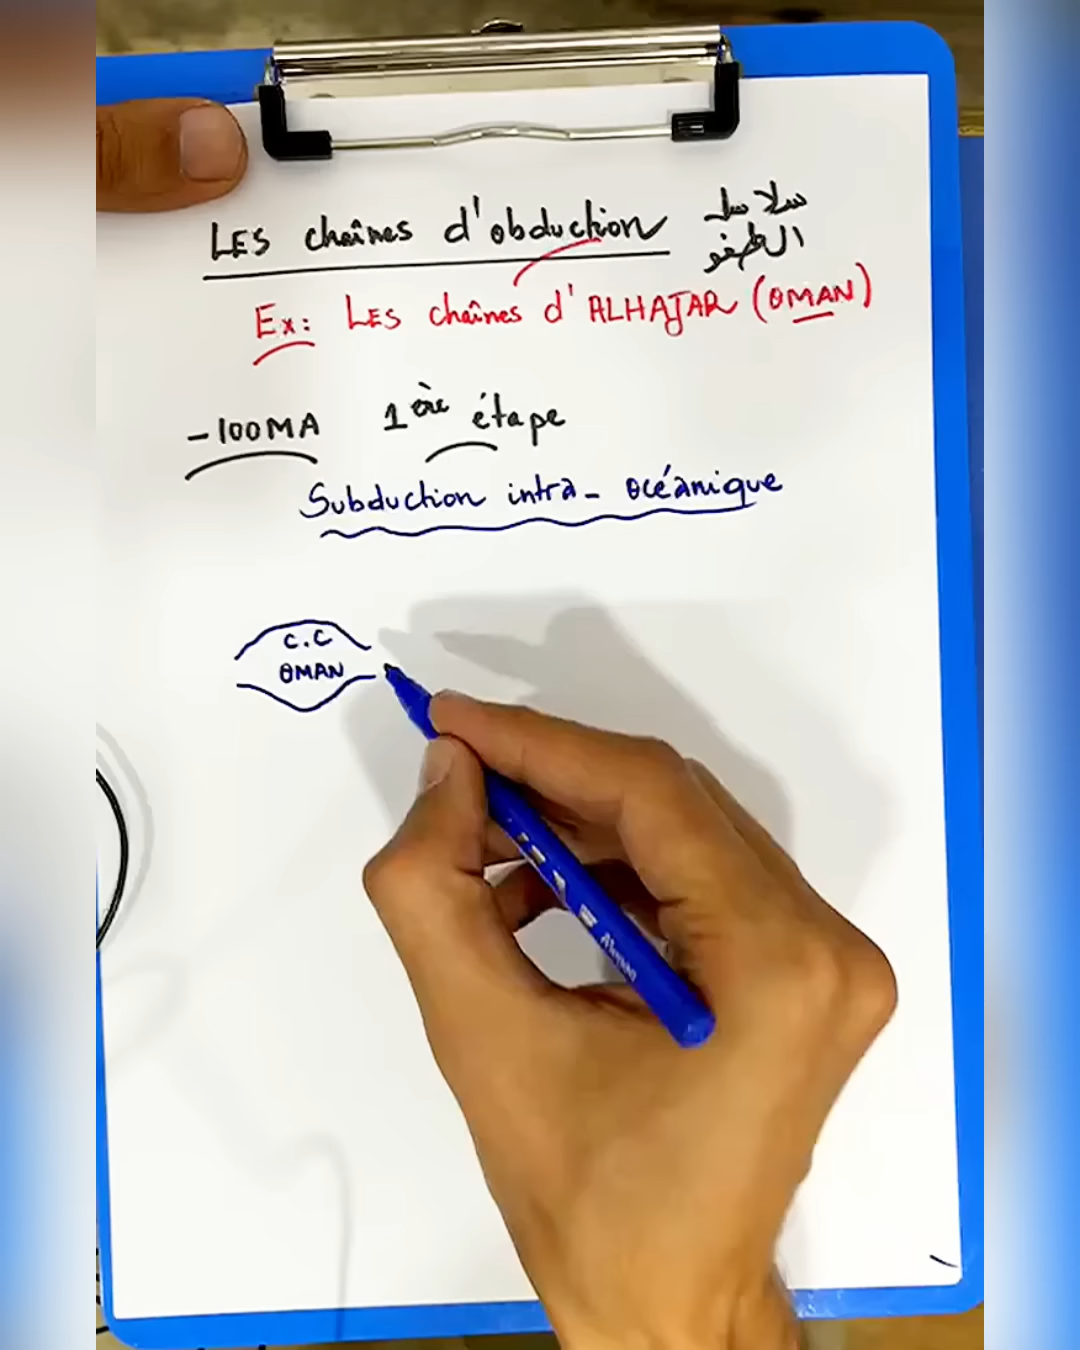 LES chaînes d'obduction
سلاسل
الطفو
Ex: LES chaînes d'ALHAJAR (OMAN)
-100MA 1ère étape
Subduction intra-océanique
C.C
OMAN